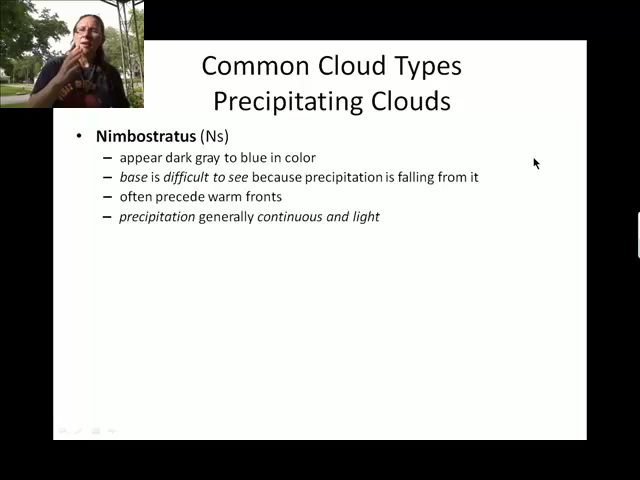 Common Cloud Types
Precipitating Clouds
• Nimbostratus (Ns)
– appear dark gray to blue in color
– base is difficult to see because precipitation is falling from it
– often precede warm fronts
– precipitation generally continuous and light